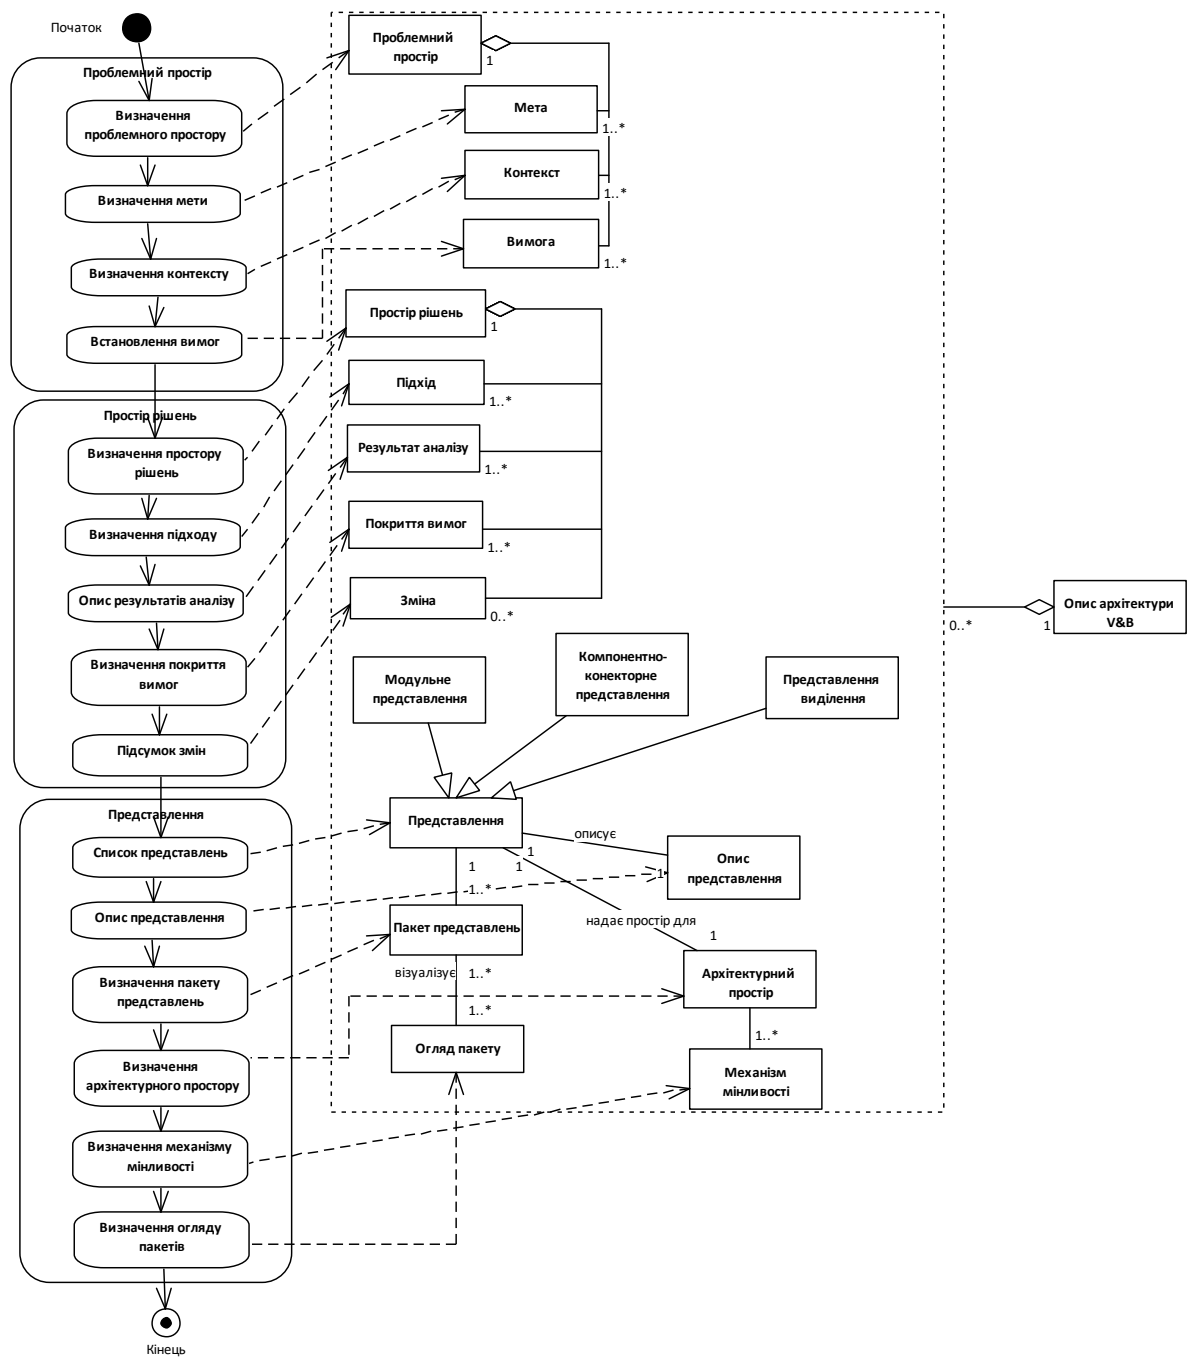 Початок
Проблемний простір
Визначення
проблемного простору
Визначення мети
Визначення контексту
Встановлення вимог
Простір рішень
Визначення простору
рішень
Визначення підходу
Опис результатів аналізу
Визначення покриття
вимог
Підсумок змін
Представлення
Список представлень
Опис представлення
Визначення пакету
представлень
Визначення
архітектурного простору
Визначення механізму
мінливості
Визначення огляду
пакетів
Кінець
Проблемний
простір
1
Мета
1..*
Контекст
1..*
Вимога
1..*
Простір рішень
1
Підхід
1..*
Результат аналізу
1..*
Покриття вимог
1..*
Зміна
0..*
Модульне
представлення
Компонентно-
конекторне
представлення
Представлення
виділення
Представлення
описує
1
1
1
Опис
представлення
1
1..*
Пакет представлень
надає простір для
1
візуалізує
1..*
1..*
Архітектурний
простір
1..*
Огляд пакету
Механізм
мінливості
0..*
1
Опис архітектури
V&B